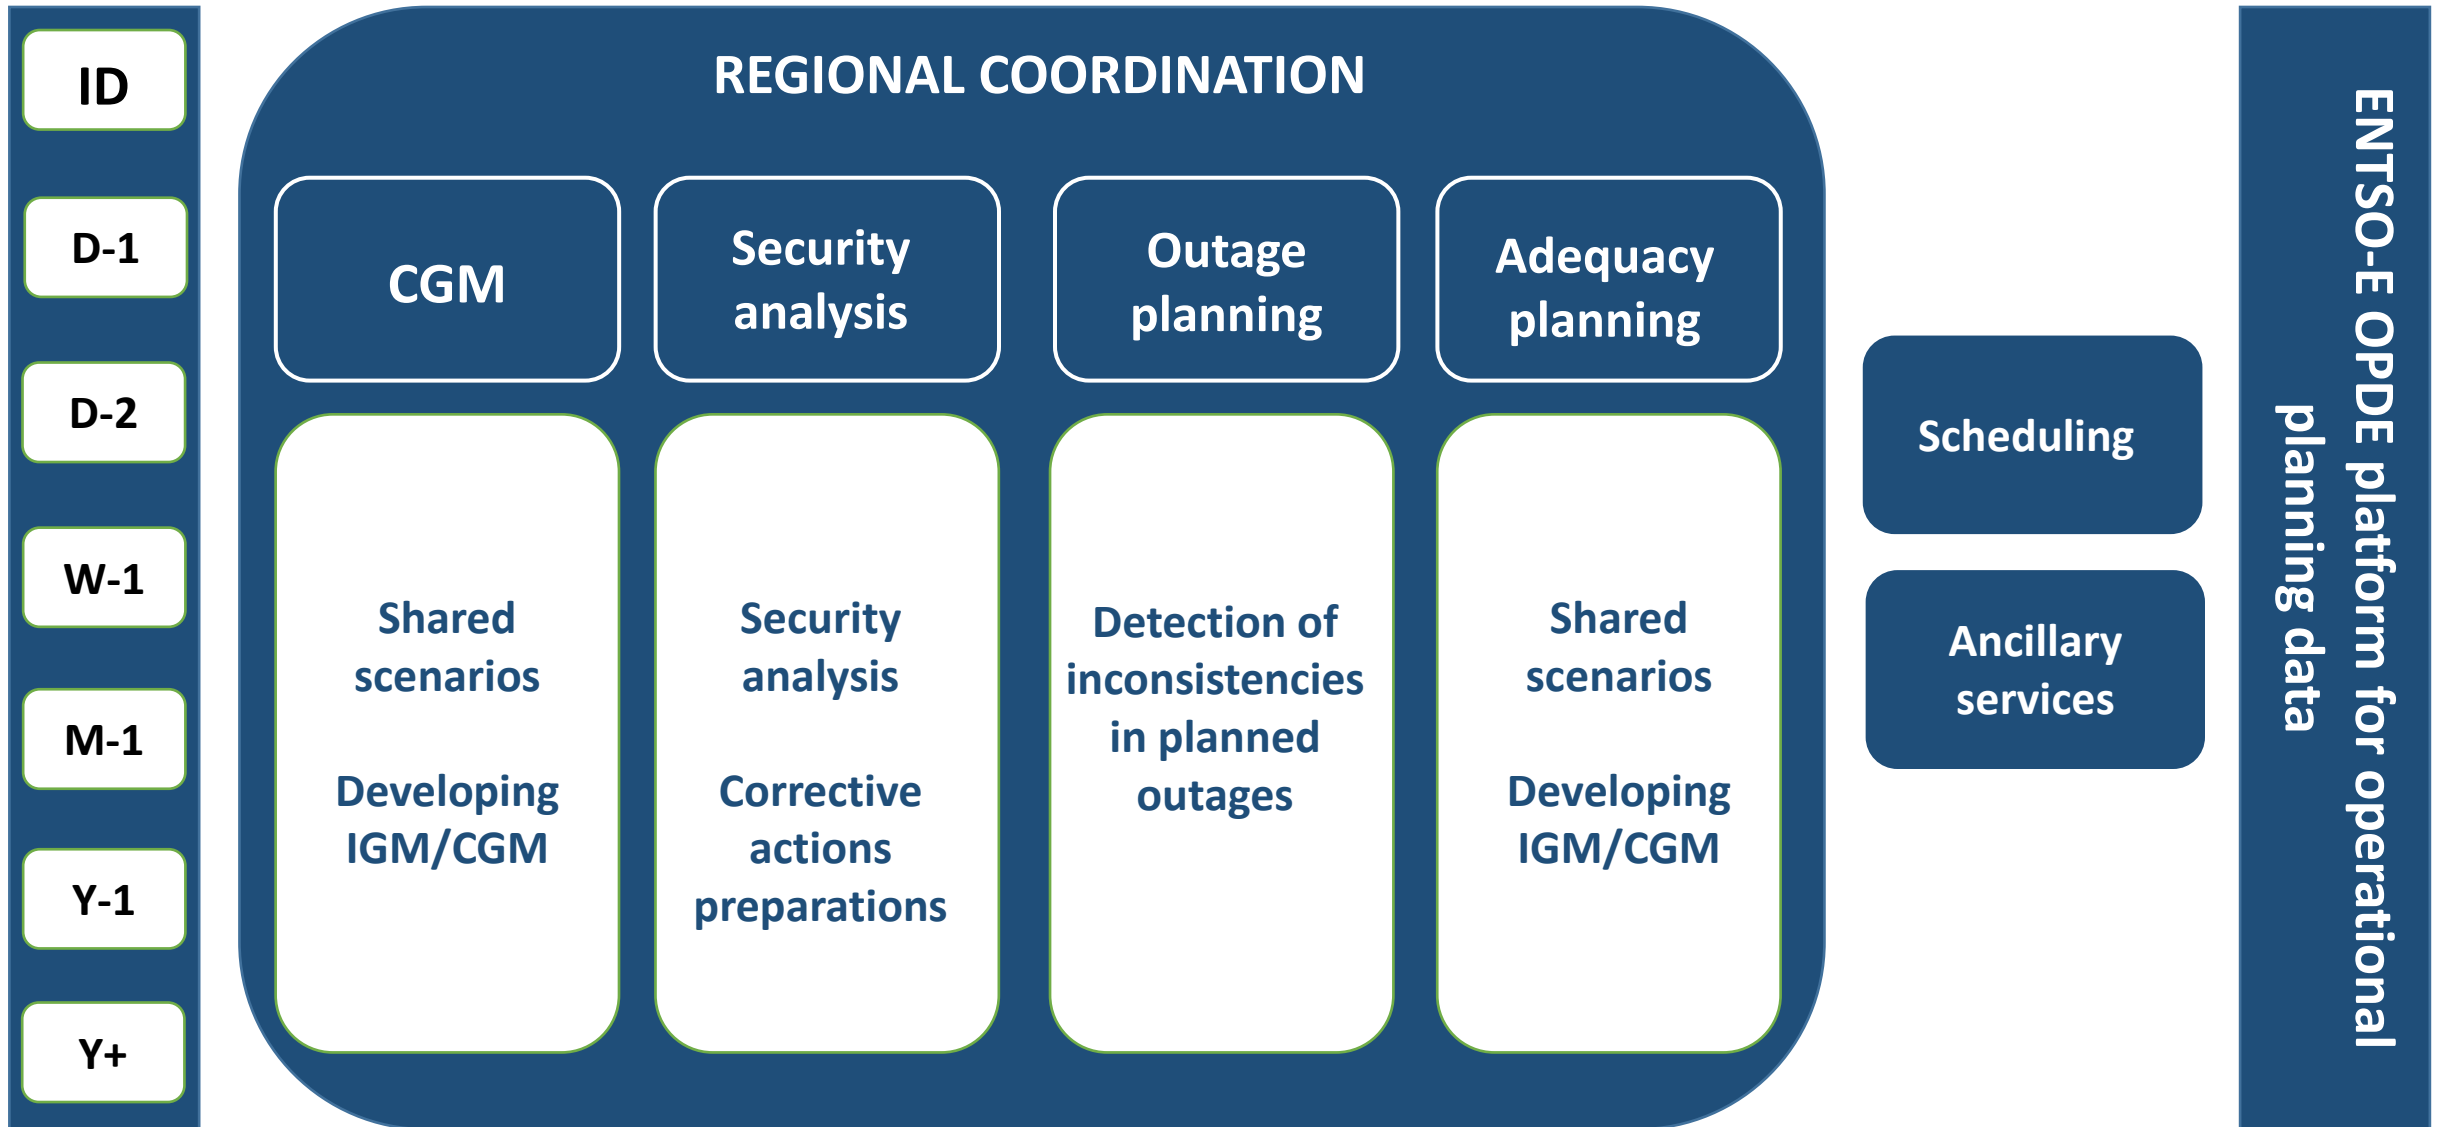 ID
D-1
D-2
W-1
M-1
Y-1
Y+
REGIONAL COORDINATION
CGM
Shared
scenarios
Developing
IGM/CGM
Security
analysis
Security
analysis
Corrective
actions
preparations
Outage
planning
Detection of
inconsistencies
in planned
outages
Adequacy
planning
Shared
scenarios
Developing
IGM/CGM
Scheduling
Ancillary
services
ENTSO-E OPDE platform for operational
planning data